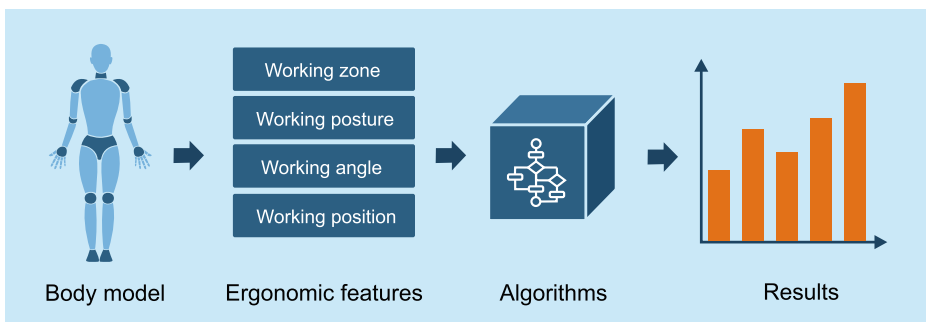 Working zone
Working posture
Working angle
Working position
Body model
Ergonomic features
Algorithms
Results